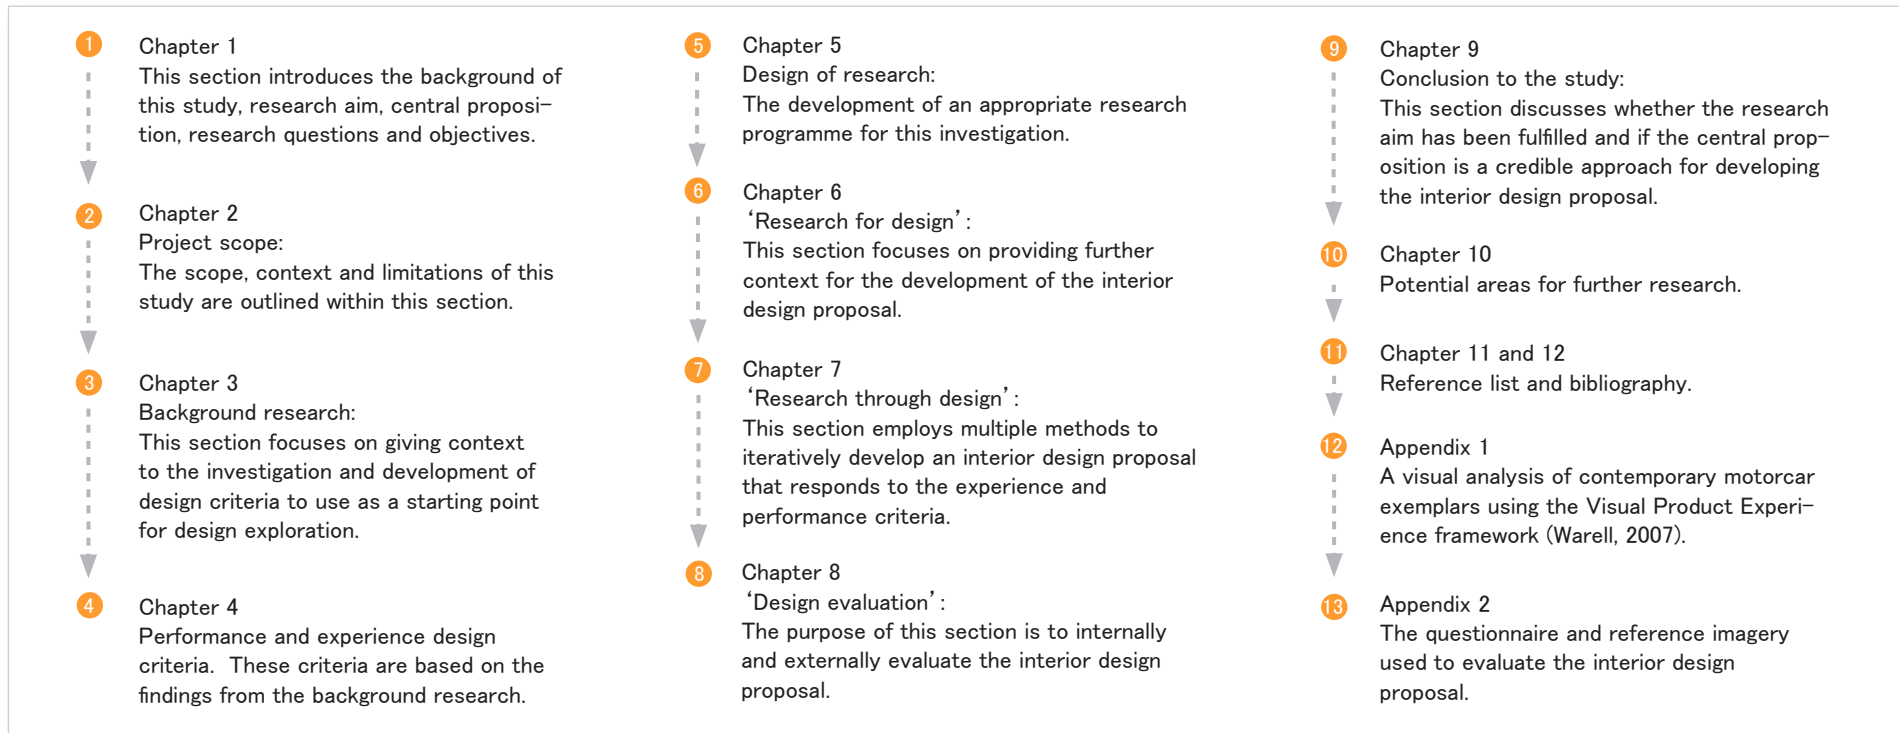 1 Chapter 1
This section introduces the background of
this study, research aim, central proposi-
tion, research questions and objectives.
2 Chapter 2
Project scope:
The scope, context and limitations of this
study are outlined within this section.
3 Chapter 3
Background research:
This section focuses on giving context
to the investigation and development of
design criteria to use as a starting point
for design exploration.
4 Chapter 4
Performance and experience design
criteria.  These criteria are based on the
findings from the background research.
5 Chapter 5
Design of research:
The development of an appropriate research
programme for this investigation.
6 Chapter 6
‘Research for design’:
This section focuses on providing further
context for the development of the interior
design proposal.
7 Chapter 7
‘Research through design’:
This section employs multiple methods to
iteratively develop an interior design proposal
that responds to the experience and
performance criteria.
8 Chapter 8
‘Design evaluation’:
The purpose of this section is to internally
and externally evaluate the interior design
proposal.
9 Chapter 9
Conclusion to the study:
This section discusses whether the research
aim has been fulfilled and if the central prop-
osition is a credible approach for developing
the interior design proposal.
10 Chapter 10
Potential areas for further research.
11 Chapter 11 and 12
Reference list and bibliography.
12 Appendix 1
A visual analysis of contemporary motorcar
exemplars using the Visual Product Experi-
ence framework (Warell, 2007).
13 Appendix 2
The questionnaire and reference imagery
used to evaluate the interior design
proposal.